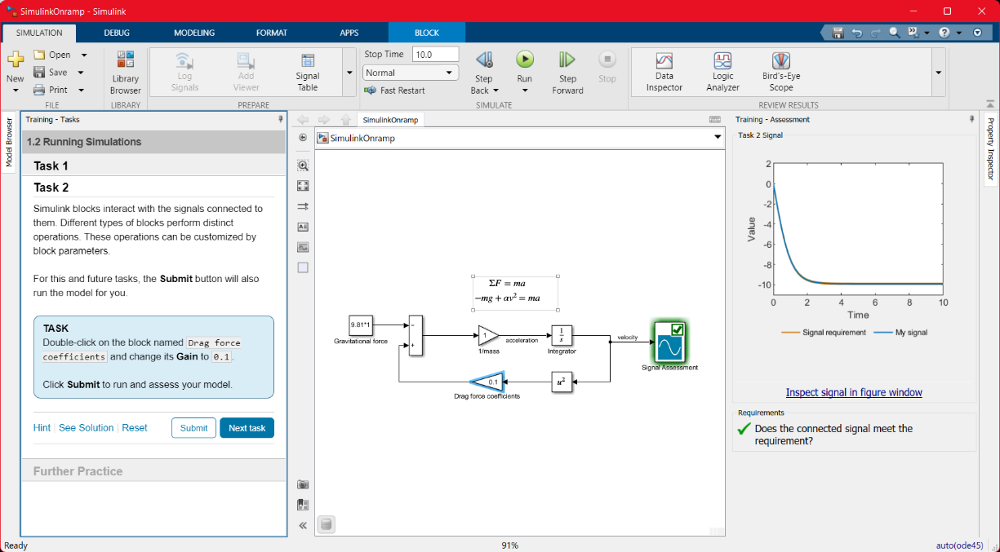 SimulinkOnramp - Simulink
SIMULATION
DEBUG
MODELING
FORMAT
APPS
BLOCK
New
Open
Save
Print
FILE
Library
Browser
LIBRARY
Log
Signals
Add
Viewer
Signal
Table
PREPARE
Stop Time
10.0
Normal
Fast Restart
Step
Back
Run
Step
Forward
Stop
SIMULATE
Data
Inspector
Logic
Analyzer
Bird's-Eye
Scope
REVIEW RESULTS
Model Browser
Training - Tasks
1.2 Running Simulations
Task 1
Task 2
Simulink blocks interact with the signals connected to
them. Different types of blocks perform distinct
operations. These operations can be customized by
block parameters.
For this and future tasks, the Submit button will also
run the model for you.
TASK
Double-click on the block named Drag force
coefficients and change its Gain to 0.1.
Click Submit to run and assess your model.
Hint
See Solution
Reset
Submit
Next task
Further Practice
SimulinkOnramp
SimulinkOnramp
ΣF = ma
−mg + αv² = ma
9.81*1
Gravitational force
−
+
1
1/mass
acceleration
1
s
Integrator
velocity
Signal Assessment
0.1
Drag force coefficients
u²
Training - Assessment
Task 2 Signal
2
0
-2
-4
-6
-8
-10
Value
0 2 4 6 8 10
Time
Signal requirement
My signal
Inspect signal in figure window
Requirements
Does the connected signal meet the
requirement?
Property Inspector
Ready
91%
auto(ode45)